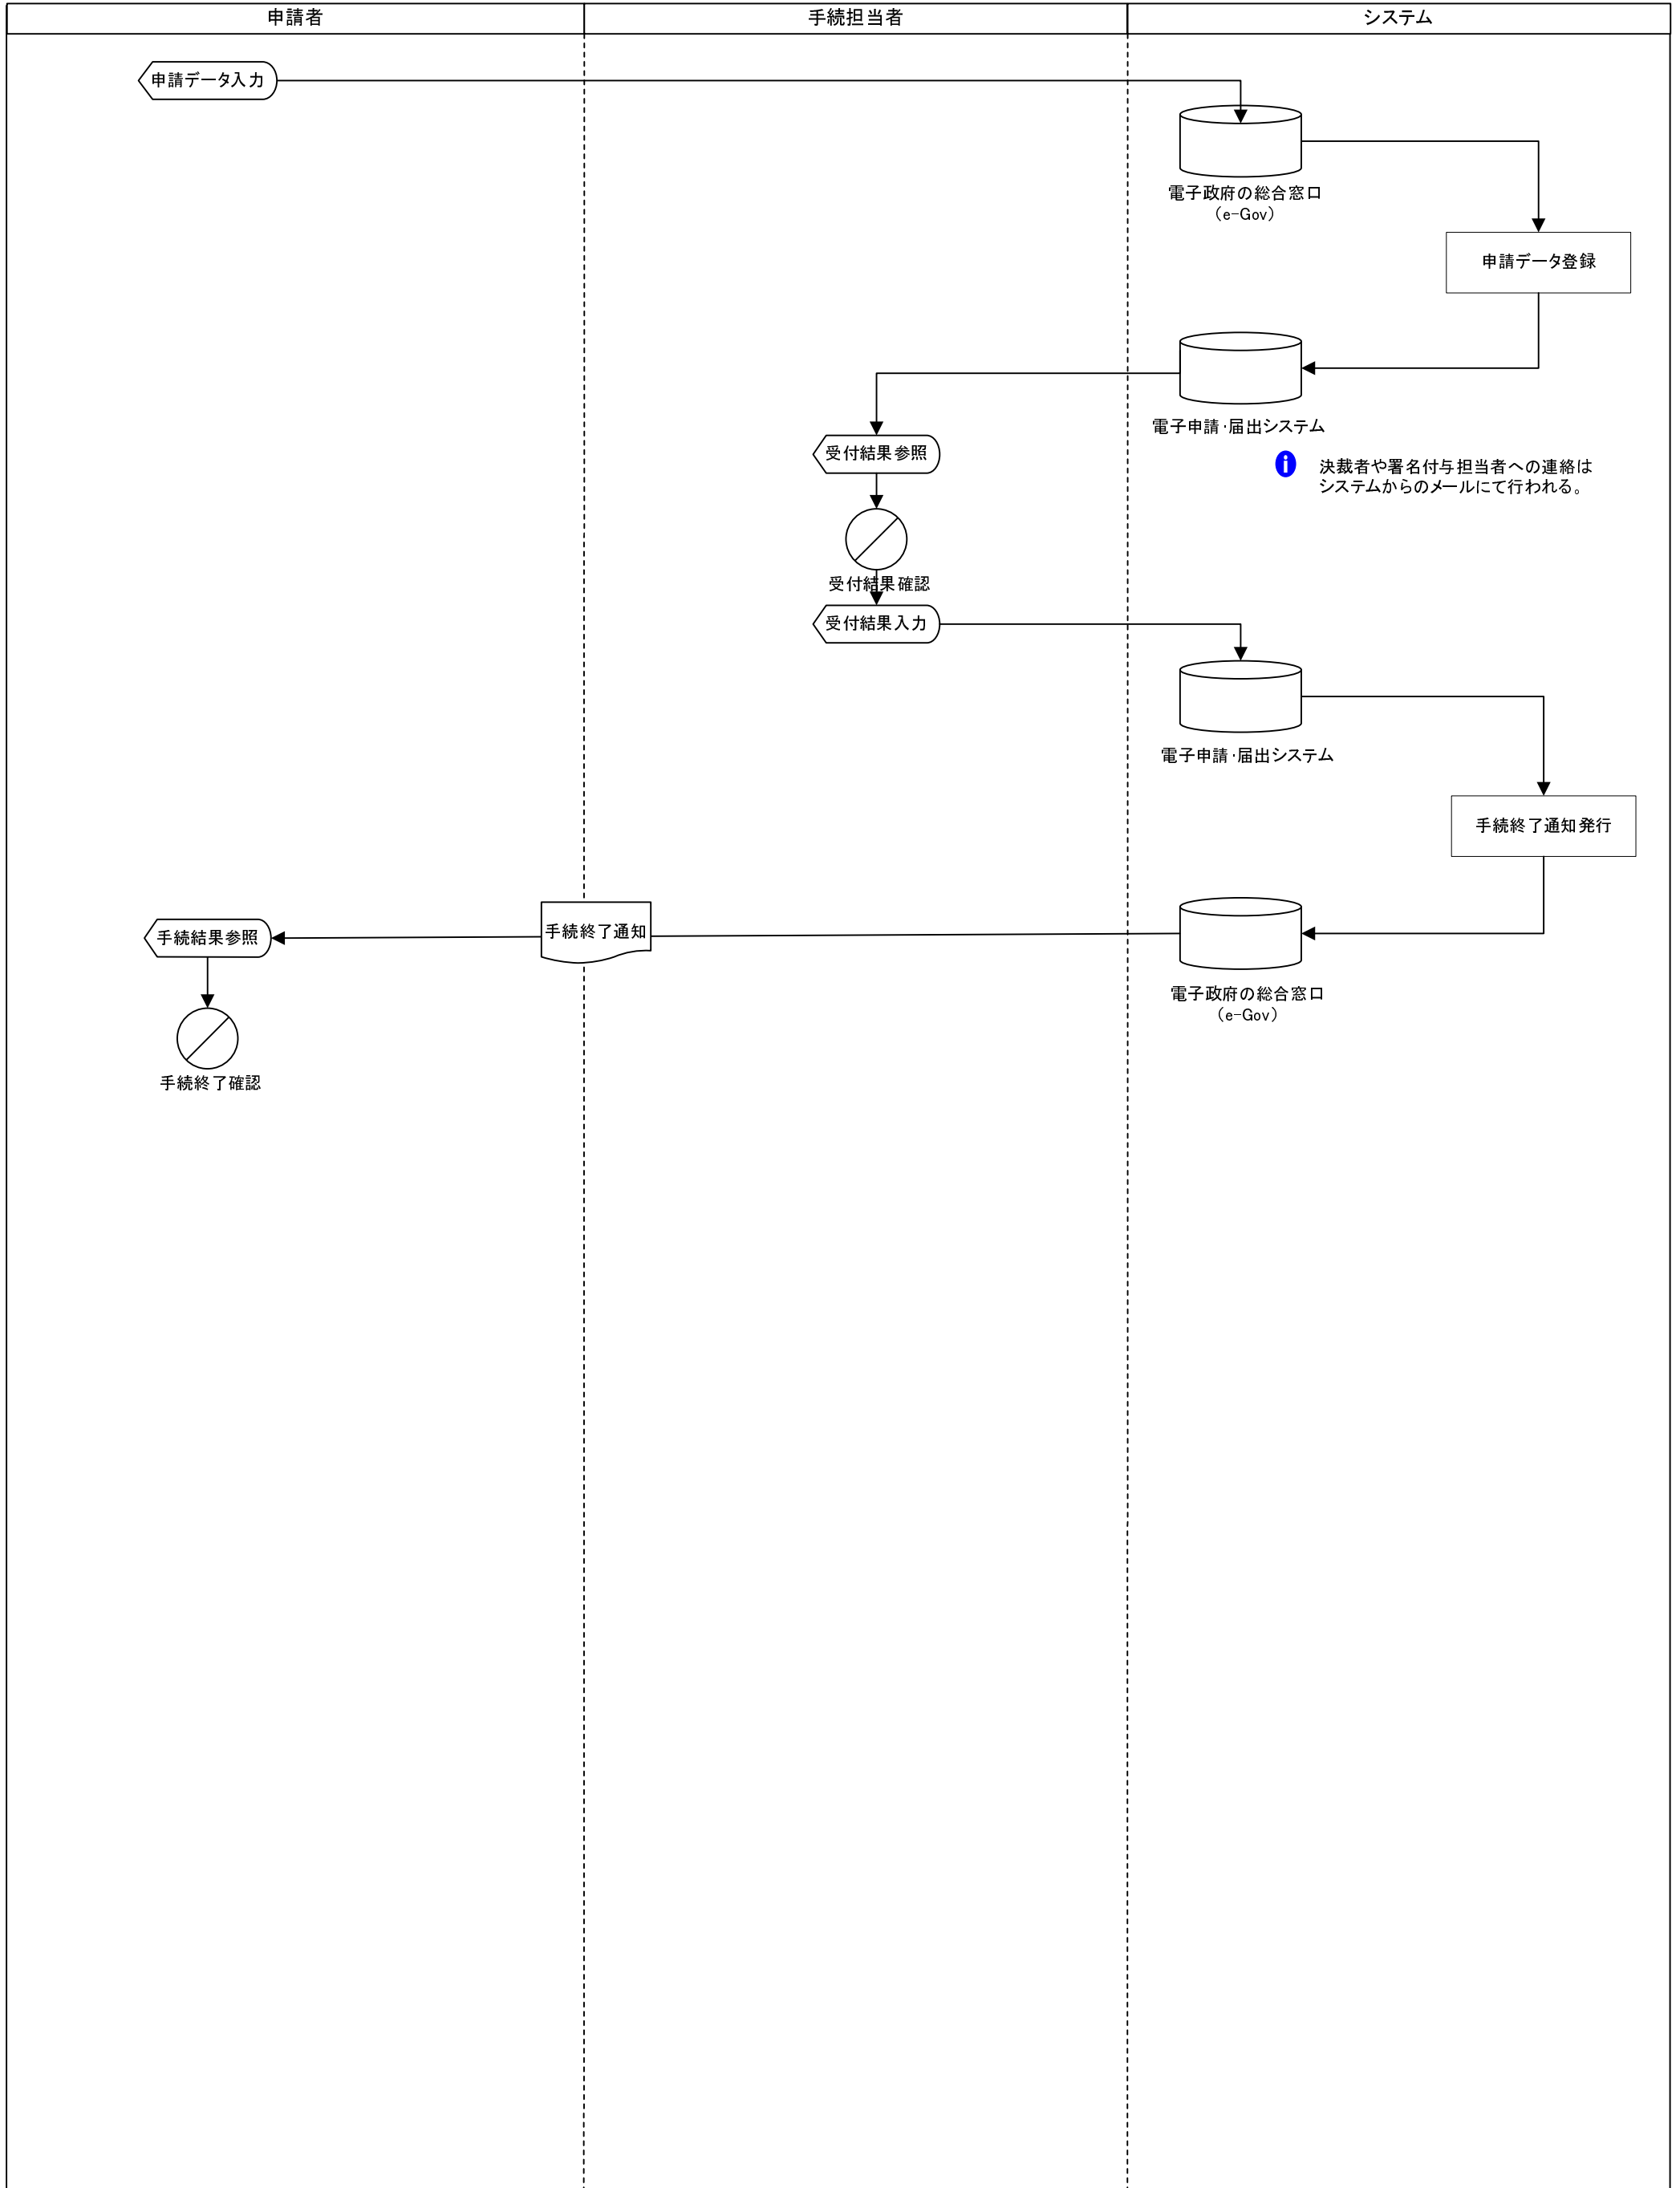 申請者
手続担当者
システム
申請データ入力
電子政府の総合窓口
（e-Gov）
申請データ登録
電子申請・届出システム
受付結果参照
決裁者や署名付与担当者への連絡は
システムからのメールにて行われる。
受付結果確認
受付結果入力
電子申請・届出システム
手続終了通知発行
手続終了通知
手続結果参照
電子政府の総合窓口
（e-Gov）
手続終了確認